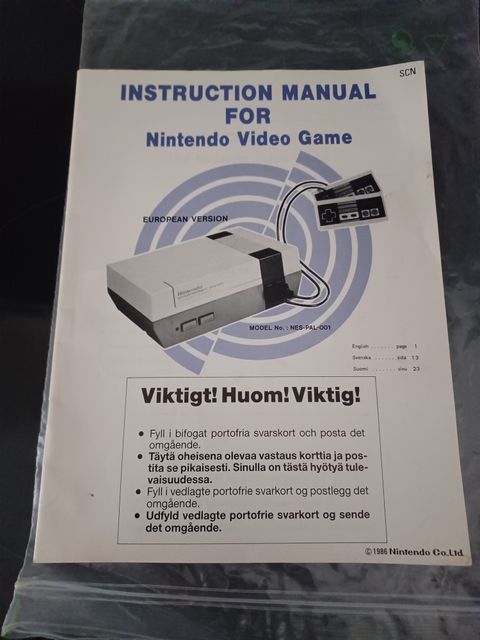 SCN
INSTRUCTION MANUAL
FOR
Nintendo Video Game
EUROPEAN VERSION
Nintendo
MODEL No. : NES-PAL-001
English ....... page 1
Svenska ....... sida 13
Suomi ....... sivu 23
Viktigt! Huom! Viktig!
• Fyll i bifogat portofria svarskort och posta det
omgående.
• Täytä oheisena olevaa vastaus korttia ja pos-
tita se pikaisesti. Sinulla on tästä hyötyä tule-
vaisuudessa.
• Fyll i vedlagte portofrie svarkort og postlegg det
omgående.
• Udfyld vedlagte portofrie svarkort og sende
det omgående.
© 1986 Nintendo Co.,Ltd.